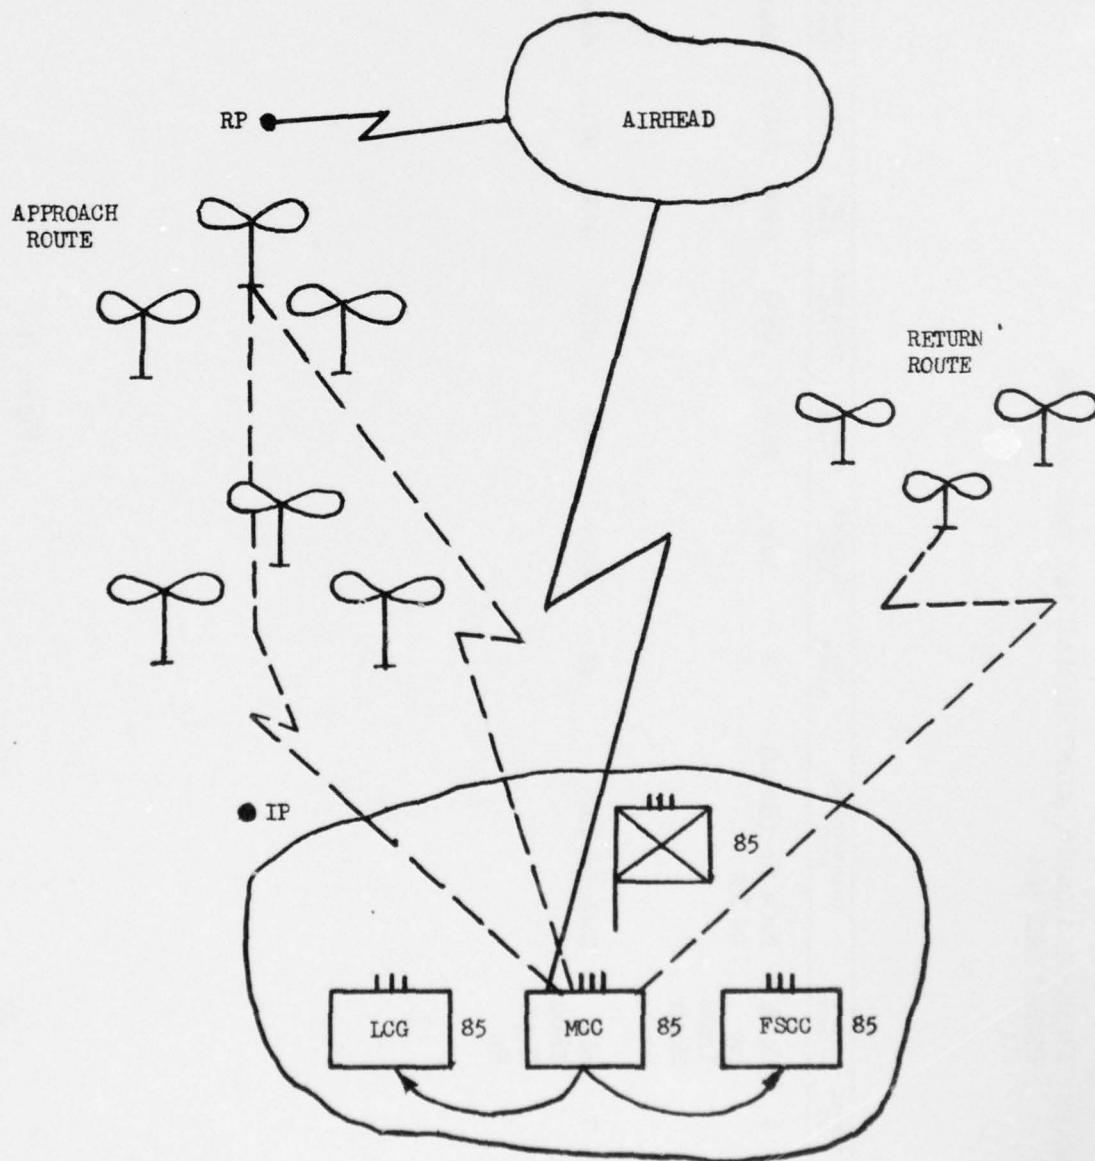 AIRHEAD
RP
APPROACH
ROUTE
RETURN
ROUTE
IP
85
LCG
85
MCC
85
FSCC
85